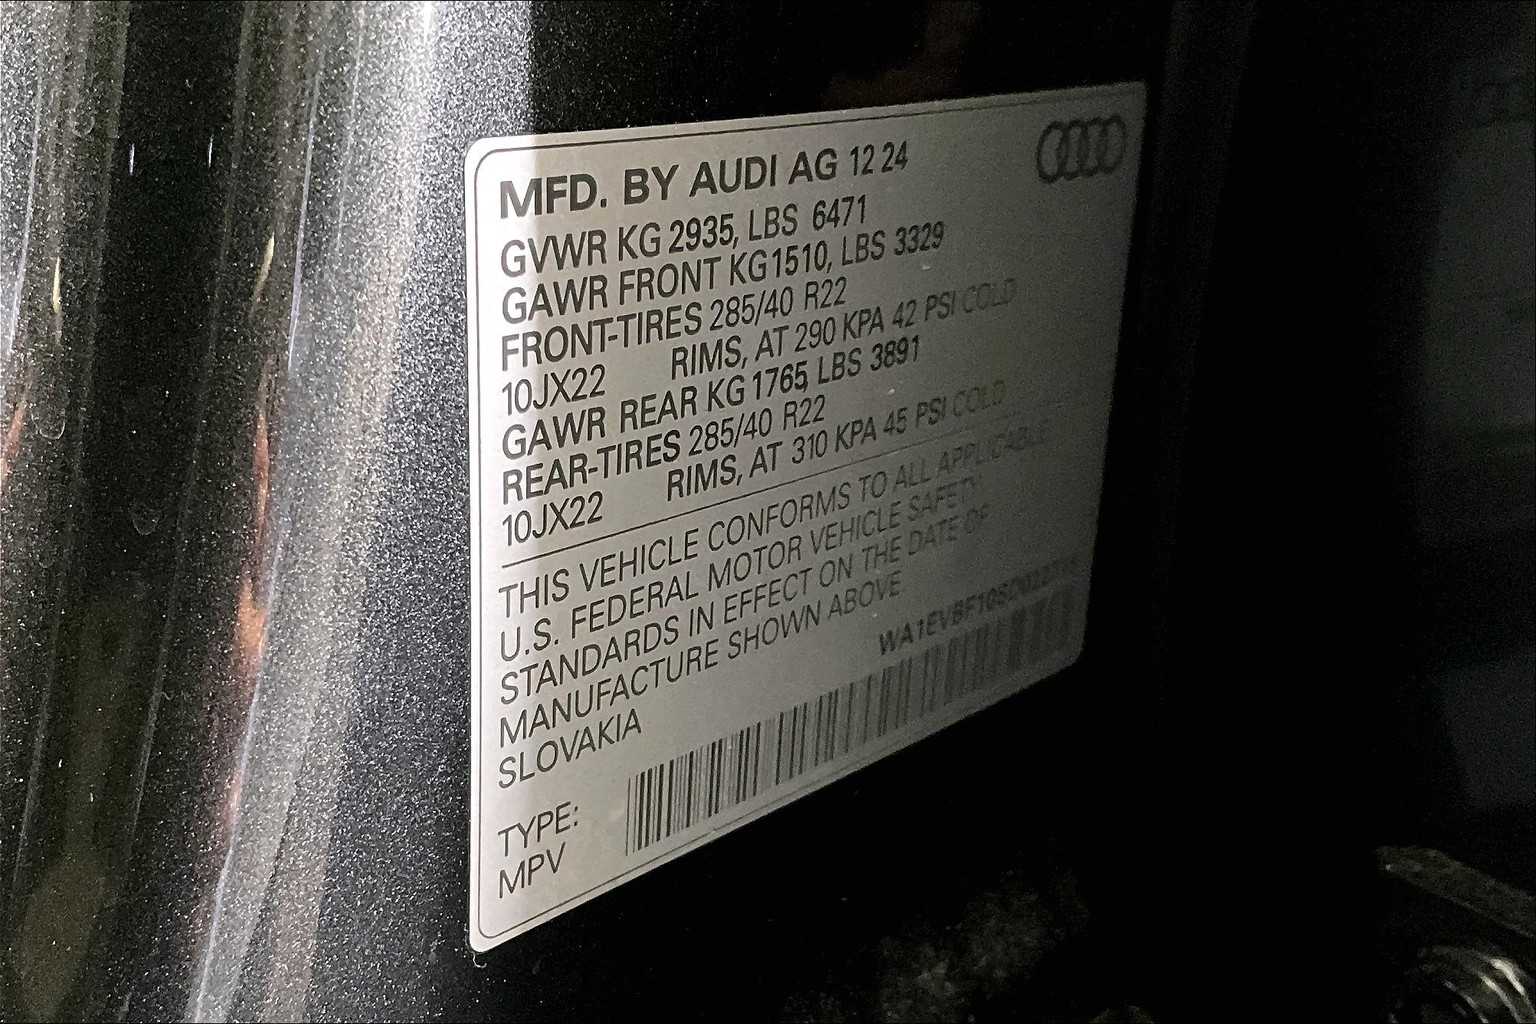 MFD. BY AUDI AG 12 24
GVWR KG 2935, LBS 6471
GAWR FRONT KG1510, LBS 3329
FRONT-TIRES 285/40 R22
10JX22 RIMS, AT 290 KPA 42 PSI COLD
GAWR REAR KG 1765, LBS 3891
REAR-TIRES 285/40 R22
10JX22 RIMS, AT 310 KPA 45 PSI COLD
THIS VEHICLE CONFORMS TO ALL APPLICABLE
U.S. FEDERAL MOTOR VEHICLE SAFETY
STANDARDS IN EFFECT ON THE DATE OF
MANUFACTURE SHOWN ABOVE
SLOVAKIA
TYPE:
MPV